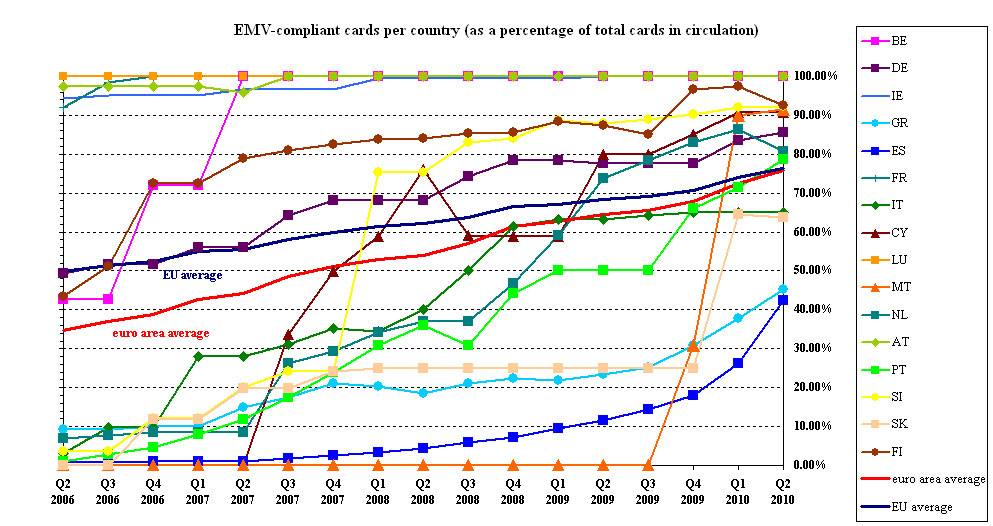 EMV-compliant cards per country (as a percentage of total cards in circulation)
100.00%
90.00%
80.00%
70.00%
60.00%
50.00%
40.00%
30.00%
20.00%
10.00%
0.00%
EU average
euro area average
Q2 Q3 Q4 Q1 Q2 Q3 Q4 Q1 Q2 Q3 Q4 Q1 Q2 Q3 Q4 Q1 Q2
2006 2006 2006 2007 2007 2007 2007 2008 2008 2008 2008 2009 2009 2009 2009 2010 2010
BE
DE
IE
GR
ES
FR
IT
CY
LU
MT
NL
AT
PT
SI
SK
FI
euro area average
EU average